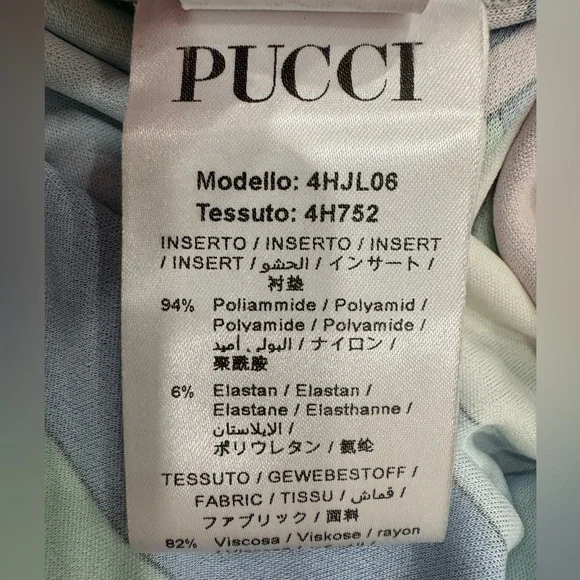 PUCCI
Modello: 4HJL06
Tessuto: 4H752
INSERTO / INSERTO / INSERT
/ INSERT / الحشو / インサート /
衬垫
94% Poliammide / Polyamid /
Polyamide / Polyamide /
البولي أميد / ナイロン /
聚酰胺
6% Elastan / Elastan /
Elastane / Elasthanne /
الإيلاستان /
ポリウレタン / 氨纶
TESSUTO / GEWEBESTOFF /
FABRIC / TISSU / قماش /
ファブリック / 面料
82% Viscosa / Viskose / rayon